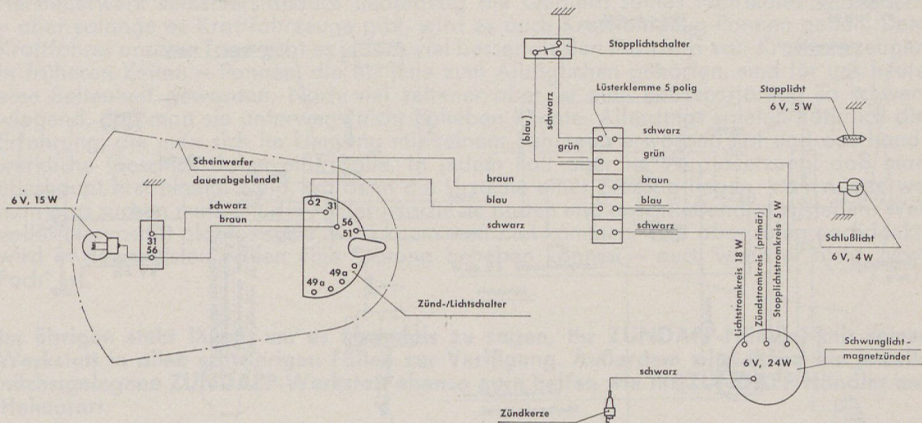 Stopplichtschalter
Lüsterklemme 5 polig
Stopplicht
6 V, 5 W
(blau)
schwarz
grün
schwarz
grün
braun
blau
schwarz
braun
blau
schwarz
Scheinwerfer
dauerabgeblendet
6 V, 15 W
schwarz
braun
31
56
2
31
56
51
49a
49a
Zünd-/Lichtschalter
Schlußlicht
6 V, 4 W
Lichtstromkreis 18 W
Zündstromkreis (primär)
Stopplichtstromkreis 5 W
Schwunglicht-
magnetzünder
6 V, 24W
schwarz
Zündkerze